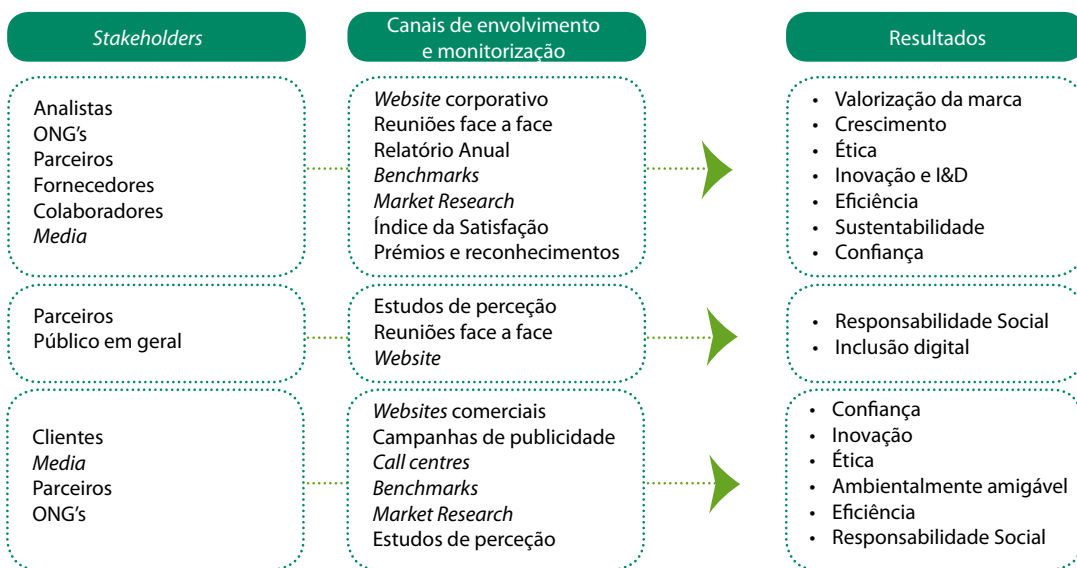 Stakeholders
Canais de envolvimento
e monitorização
Resultados
Analistas
ONG's
Parceiros
Fornecedores
Colaboradores
Media
Website corporativo
Reuniões face a face
Relatório Anual
Benchmarks
Market Research
Índice da Satisfação
Prémios e reconhecimentos
• Valorização da marca
• Crescimento
• Ética
• Inovação e I&D
• Eficiência
• Sustentabilidade
• Confiança
Parceiros
Público em geral
Estudos de perceção
Reuniões face a face
Website
• Responsabilidade Social
• Inclusão digital
Clientes
Media
Parceiros
ONG's
Websites comerciais
Campanhas de publicidade
Call centres
Benchmarks
Market Research
Estudos de perceção
• Confiança
• Inovação
• Ética
• Ambientalmente amigável
• Eficiência
• Responsabilidade Social